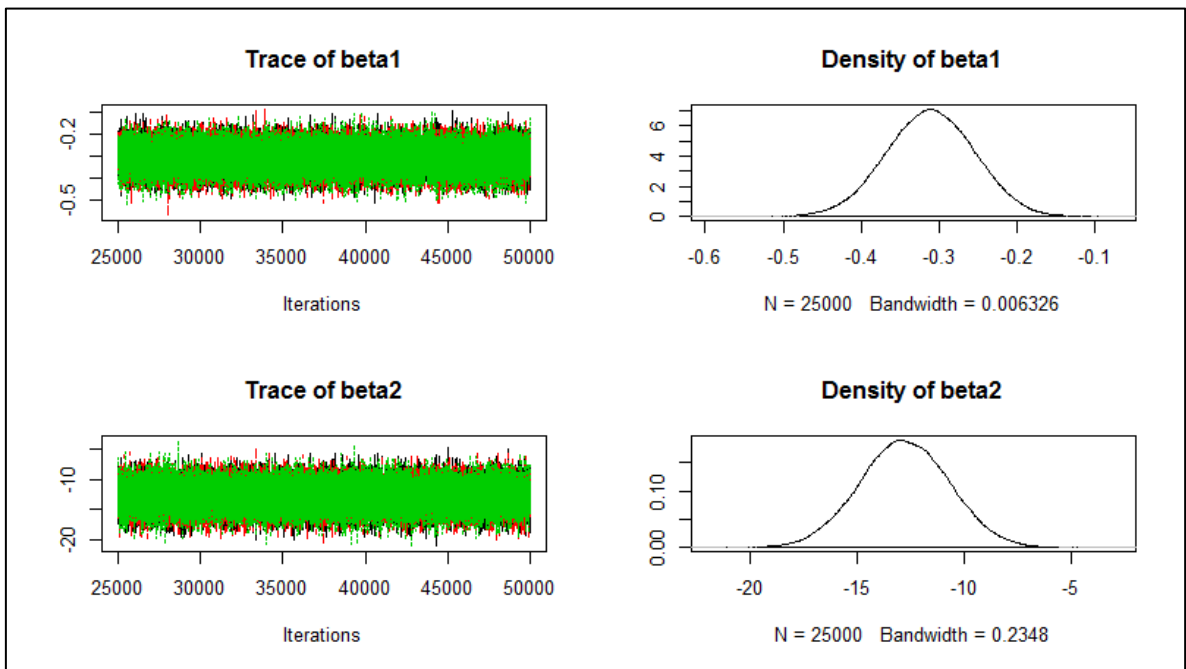 Trace of beta1
-0.2
-0.5
25000 30000 35000 40000 45000 50000
Iterations
Density of beta1
6
4
2
0
-0.6 -0.5 -0.4 -0.3 -0.2 -0.1
N = 25000 Bandwidth = 0.006326
Trace of beta2
-10
-20
25000 30000 35000 40000 45000 50000
Iterations
Density of beta2
0.10
0.00
-20 -15 -10 -5
N = 25000 Bandwidth = 0.2348